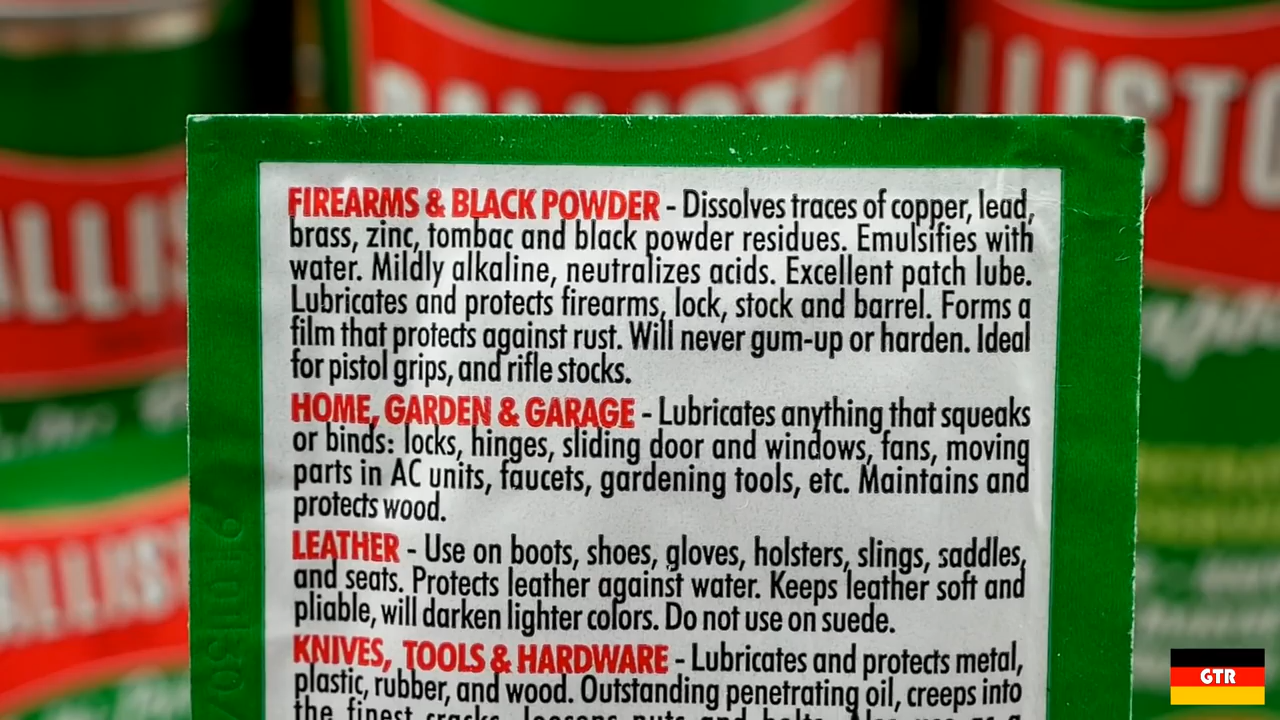 BALLISTOL
FIREARMS & BLACK POWDER - Dissolves traces of copper, lead,
brass, zinc, tombac and black powder residues. Emulsifies with
water. Mildly alkaline, neutralizes acids. Excellent patch lube.
Lubricates and protects firearms, lock, stock and barrel. Forms a
film that protects against rust. Will never gum-up or harden. Ideal
for pistol grips, and rifle stocks.
HOME, GARDEN & GARAGE - Lubricates anything that squeaks
or binds: locks, hinges, sliding door and windows, fans, moving
parts in AC units, faucets, gardening tools, etc. Maintains and
protects wood.
LEATHER - Use on boots, shoes, gloves, holsters, slings, saddles,
and seats. Protects leather against water. Keeps leather soft and
pliable, will darken lighter colors. Do not use on suede.
KNIVES, TOOLS & HARDWARE - Lubricates and protects metal,
plastic, rubber, and wood. Outstanding penetrating oil, creeps into
the finest cracks, loosens nuts and bolts. Also use as a
GTR